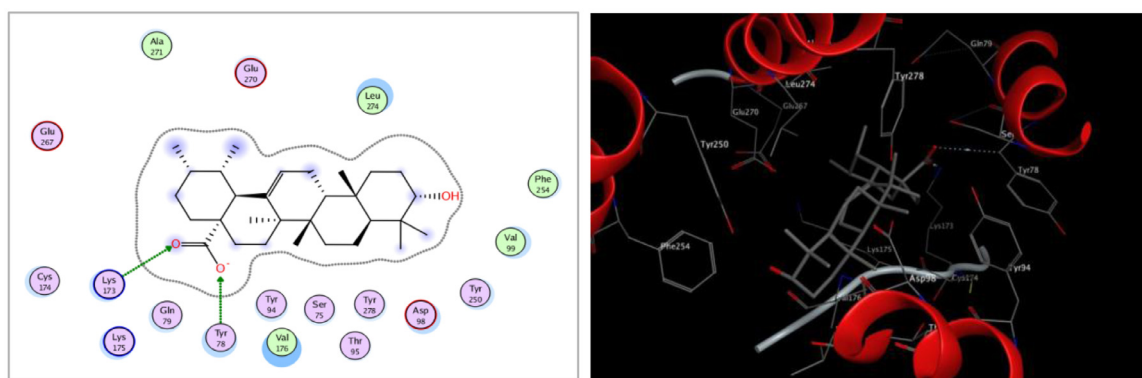 Ala
271
Glu
270
Leu
274
Glu
267
Phe
254
OH
Val
99
O
O-
Cys
174
Lys
173
Tyr
250
Gln
79
Tyr
94
Ser
75
Tyr
278
Asp
98
Lys
175
Tyr
78
Val
176
Thr
95
Gln79
Tyr278
Leu274
Glu270
Glu267
Tyr250
Se
Tyr78
Phe254
Lys173
Lys175
Tyr94
Asp98
Cys174